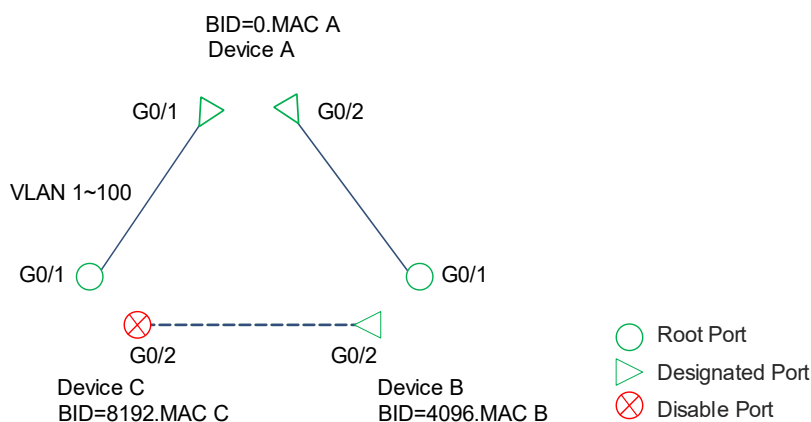 BID=0.MAC A
Device A
G0/1
G0/2
VLAN 1~100
G0/1
G0/1
G0/2
G0/2
Root Port
Designated Port
Disable Port
Device C
BID=8192.MAC C
Device B
BID=4096.MAC B